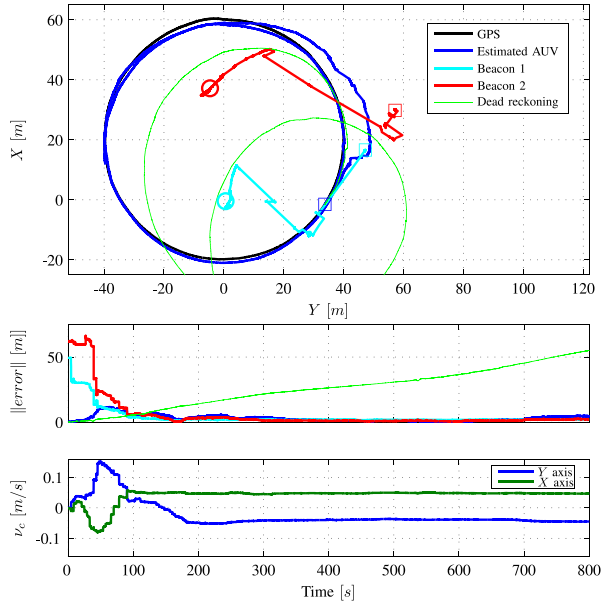 60
40
20
0
-20
X [m]
-40
-20
0
20
40
60
80
100
120
Y [m]
GPS
Estimated AUV
Beacon 1
Beacon 2
Dead reckoning
50
0
||error|| [m]]
0.1
0
-0.1
ν_c [m/s]
Y axis
X axis
0
100
200
300
400
500
600
700
800
Time [s]